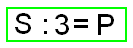 S : 3 = P